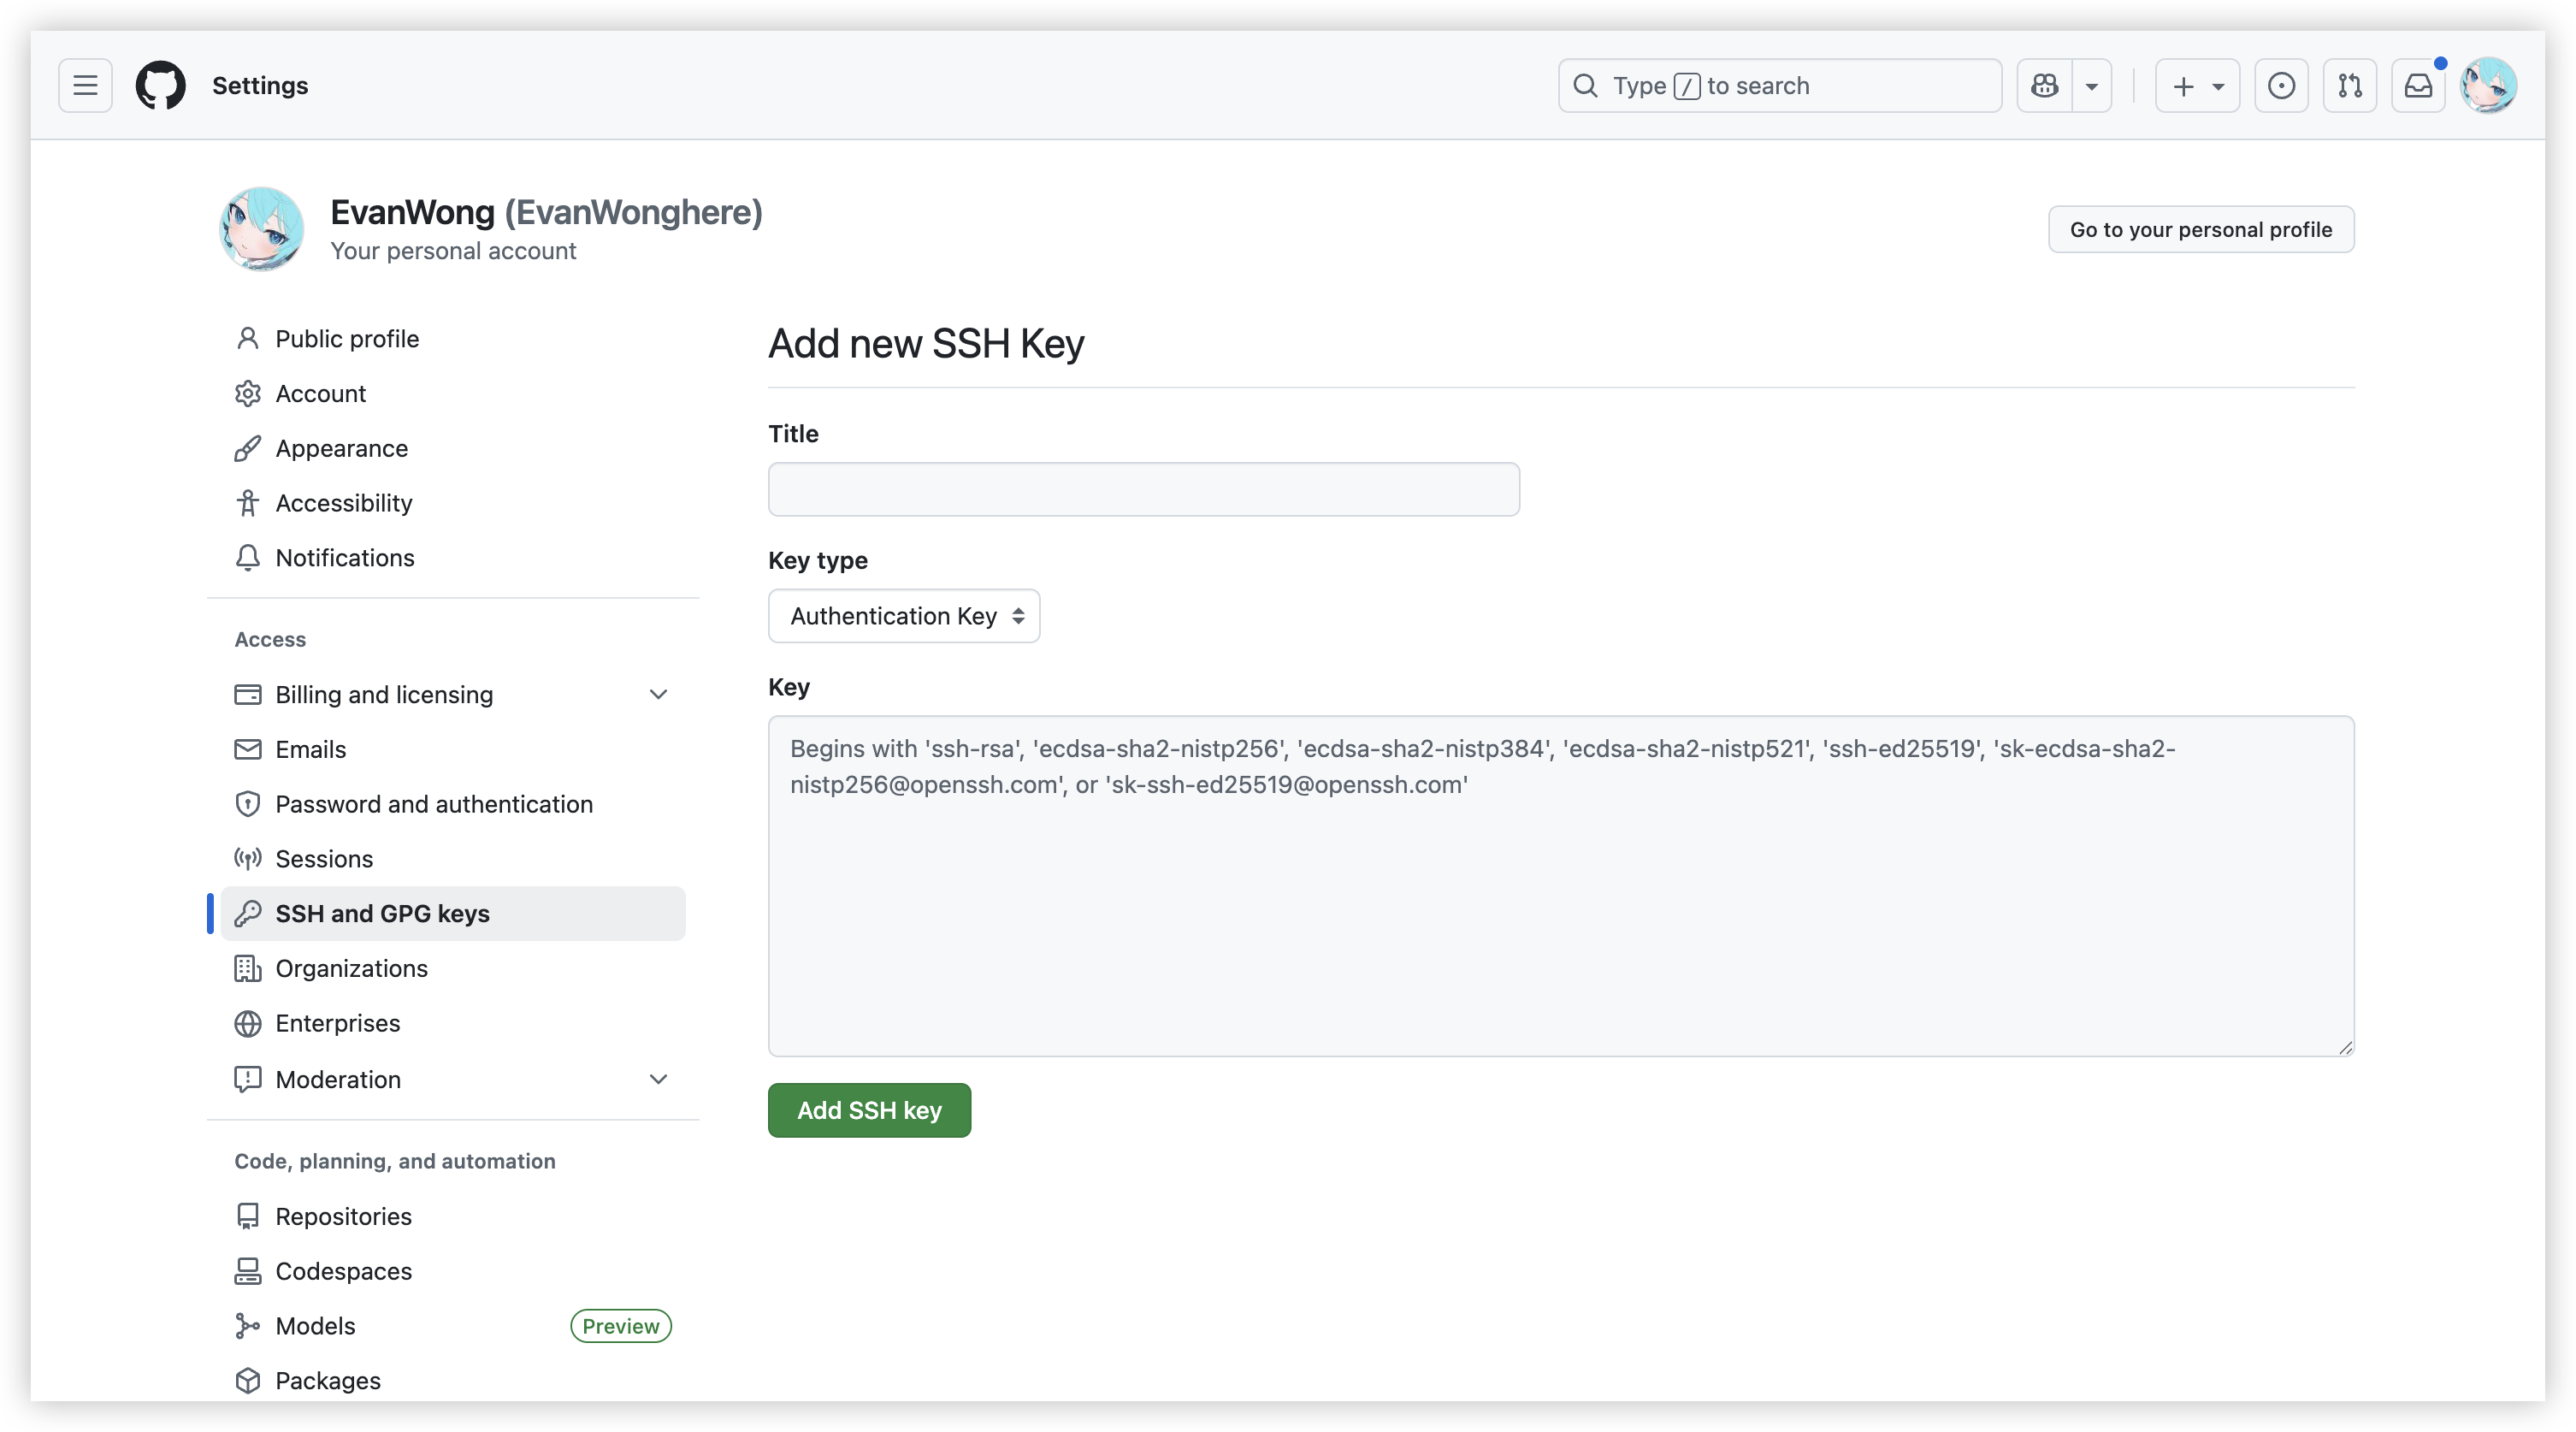 Settings
Type / to search
EvanWong (EvanWonghere)
Your personal account
Go to your personal profile
Public profile
Account
Appearance
Accessibility
Notifications
Access
Billing and licensing
Emails
Password and authentication
Sessions
SSH and GPG keys
Organizations
Enterprises
Moderation
Code, planning, and automation
Repositories
Codespaces
Models Preview
Packages
Add new SSH Key
Title
Key type
Authentication Key
Key
Begins with 'ssh-rsa', 'ecdsa-sha2-nistp256', 'ecdsa-sha2-nistp384', 'ecdsa-sha2-nistp521', 'ssh-ed25519', 'sk-ecdsa-sha2-
nistp256@openssh.com', or 'sk-ssh-ed25519@openssh.com'
Add SSH key